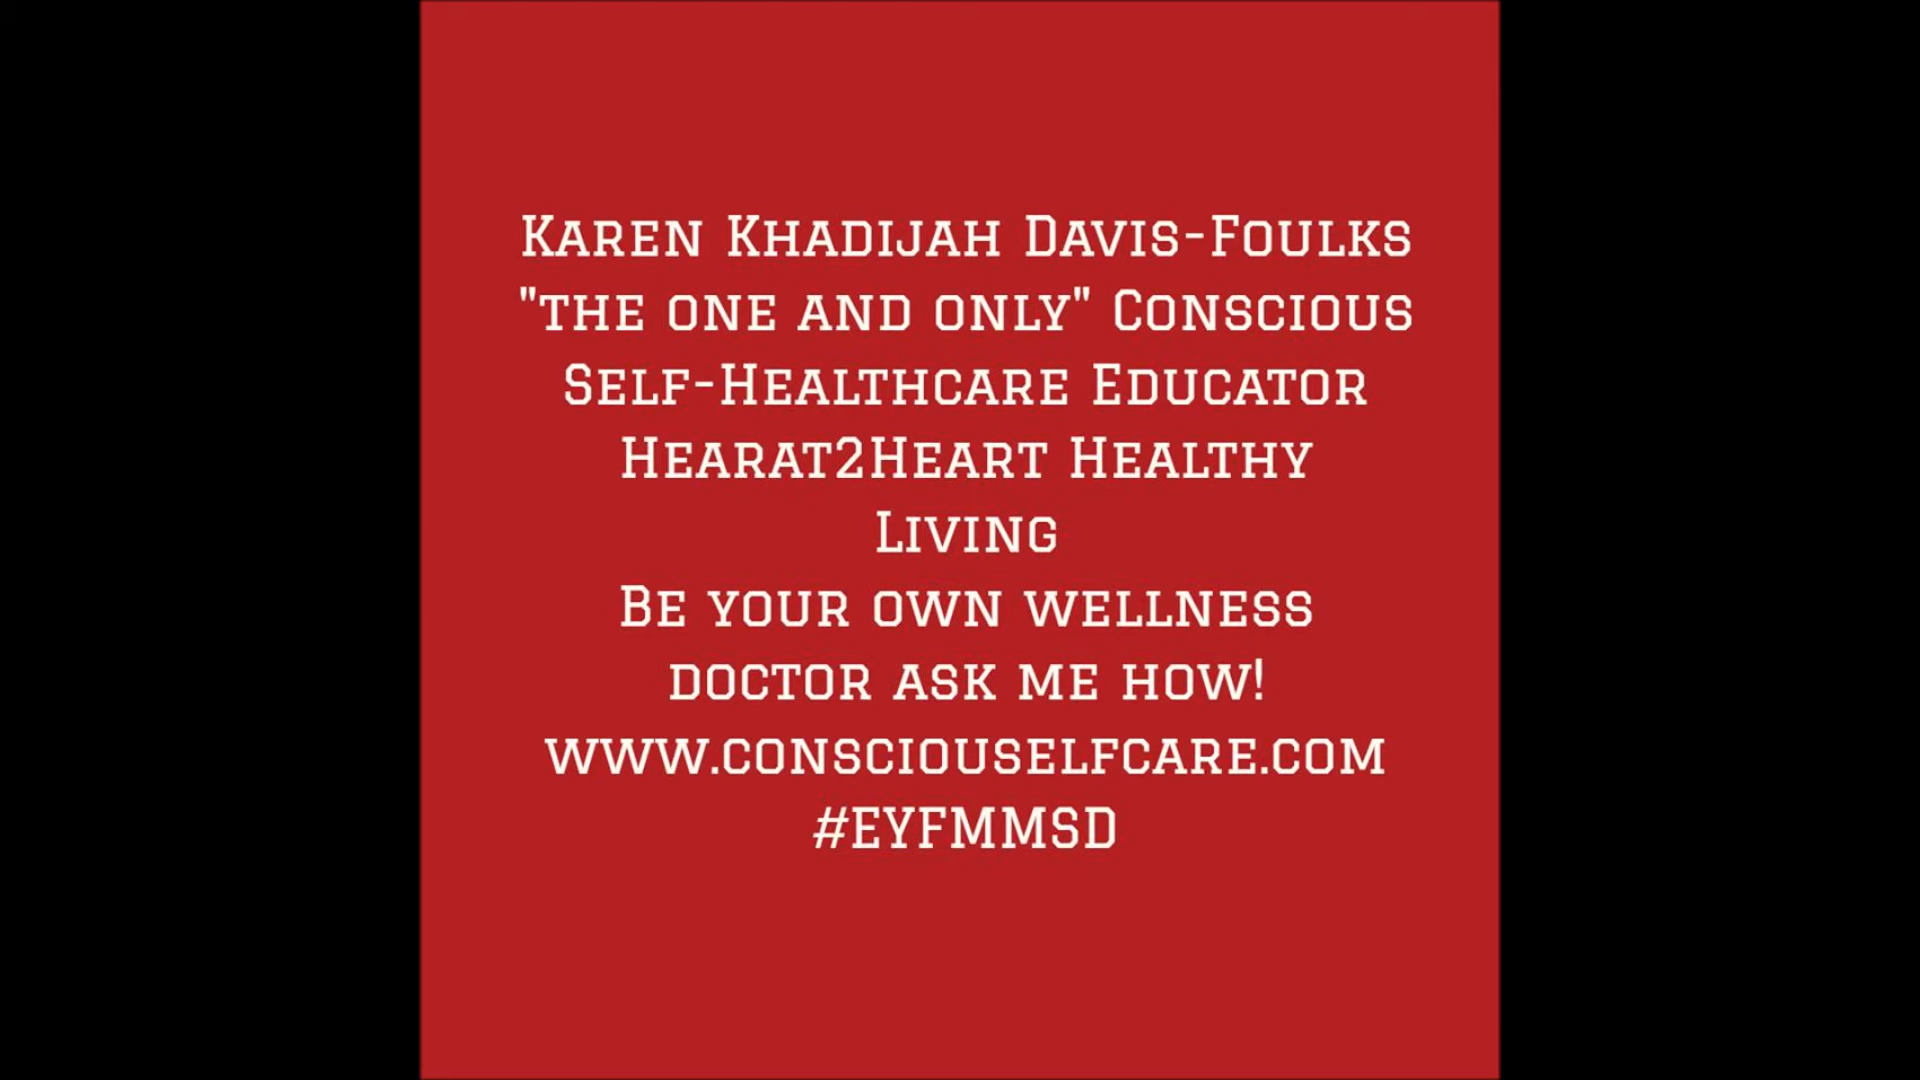 Karen Khadijah Davis-Foulks
"the one and only" Conscious
Self-Healthcare Educator
Hearat2Heart Healthy
Living
Be your own wellness
doctor ask me how!
www.consciouselfcare.com
#EYFMMSD